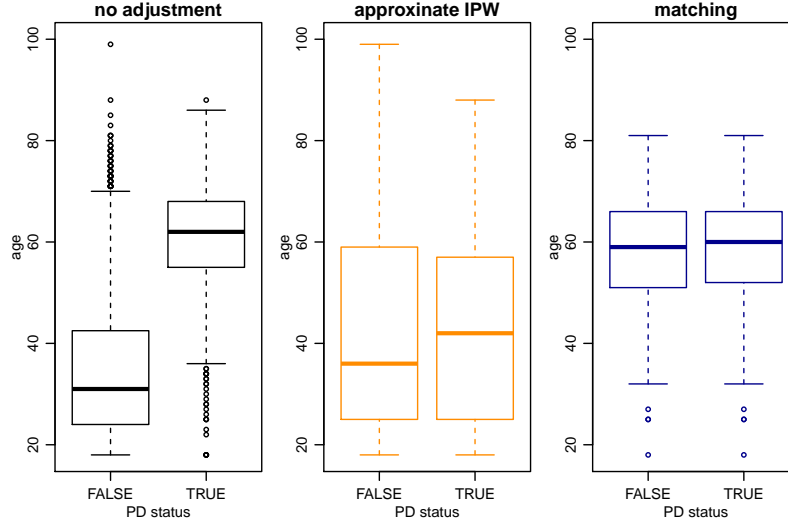 no adjustment
age
100
80
60
40
20
FALSE TRUE
PD status
approximate IPW
age
100
80
60
40
20
FALSE TRUE
PD status
matching
age
100
80
60
40
20
FALSE TRUE
PD status